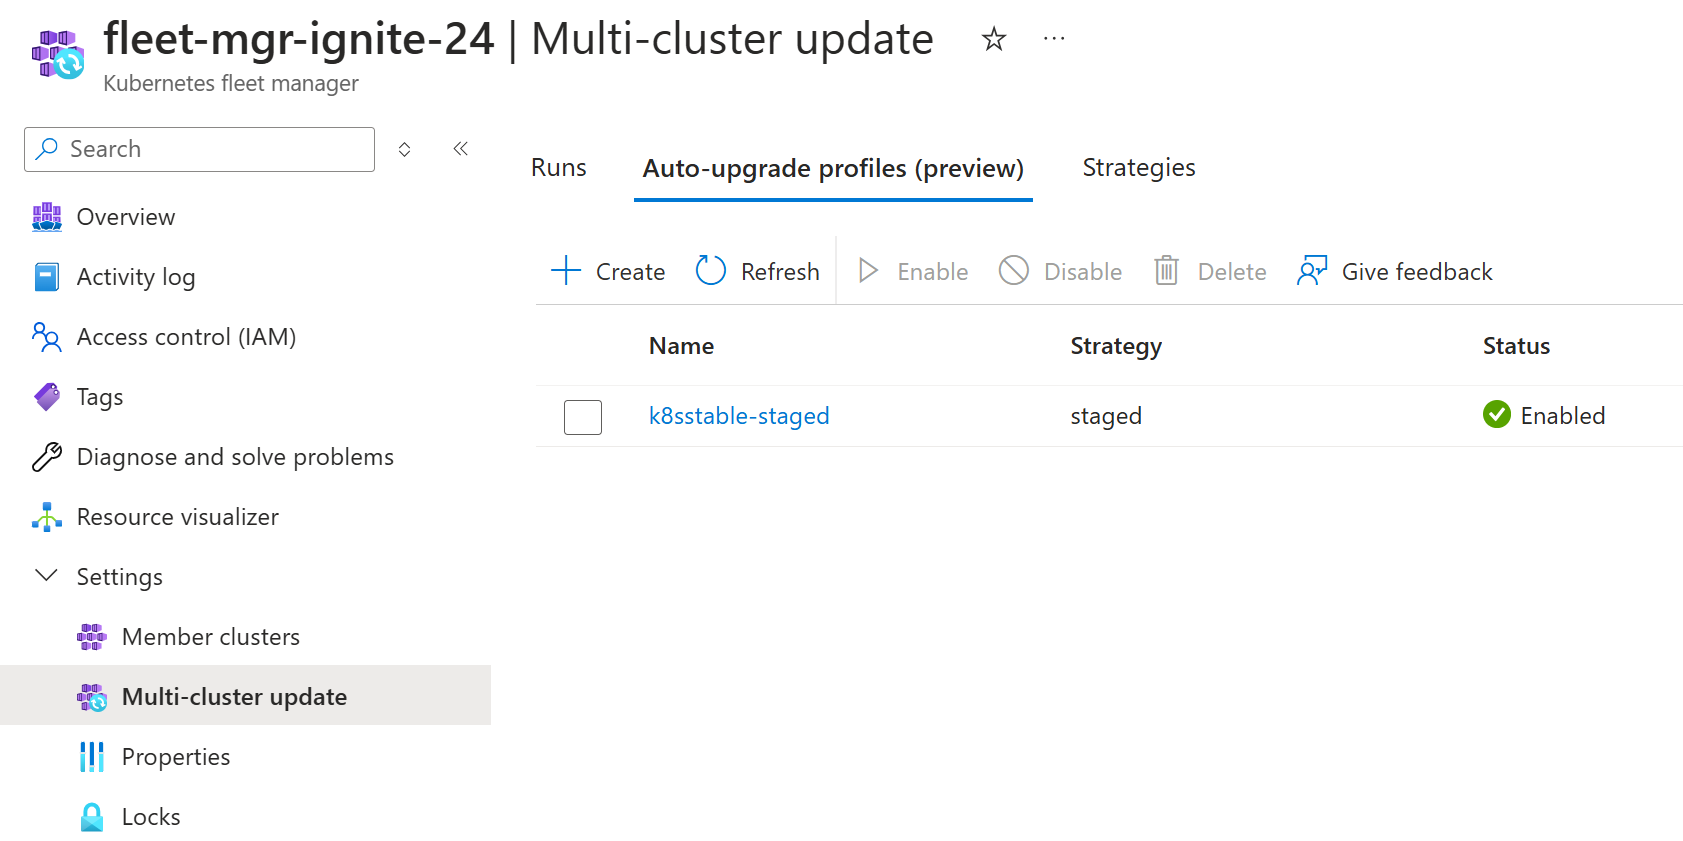 fleet-mgr-ignite-24 | Multi-cluster update
Kubernetes fleet manager
Search
Overview
Activity log
Access control (IAM)
Tags
Diagnose and solve problems
Resource visualizer
Settings
Member clusters
Multi-cluster update
Properties
Locks
Runs Auto-upgrade profiles (preview) Strategies
Create Refresh Enable Disable Delete Give feedback
Name Strategy Status
k8sstable-staged staged Enabled